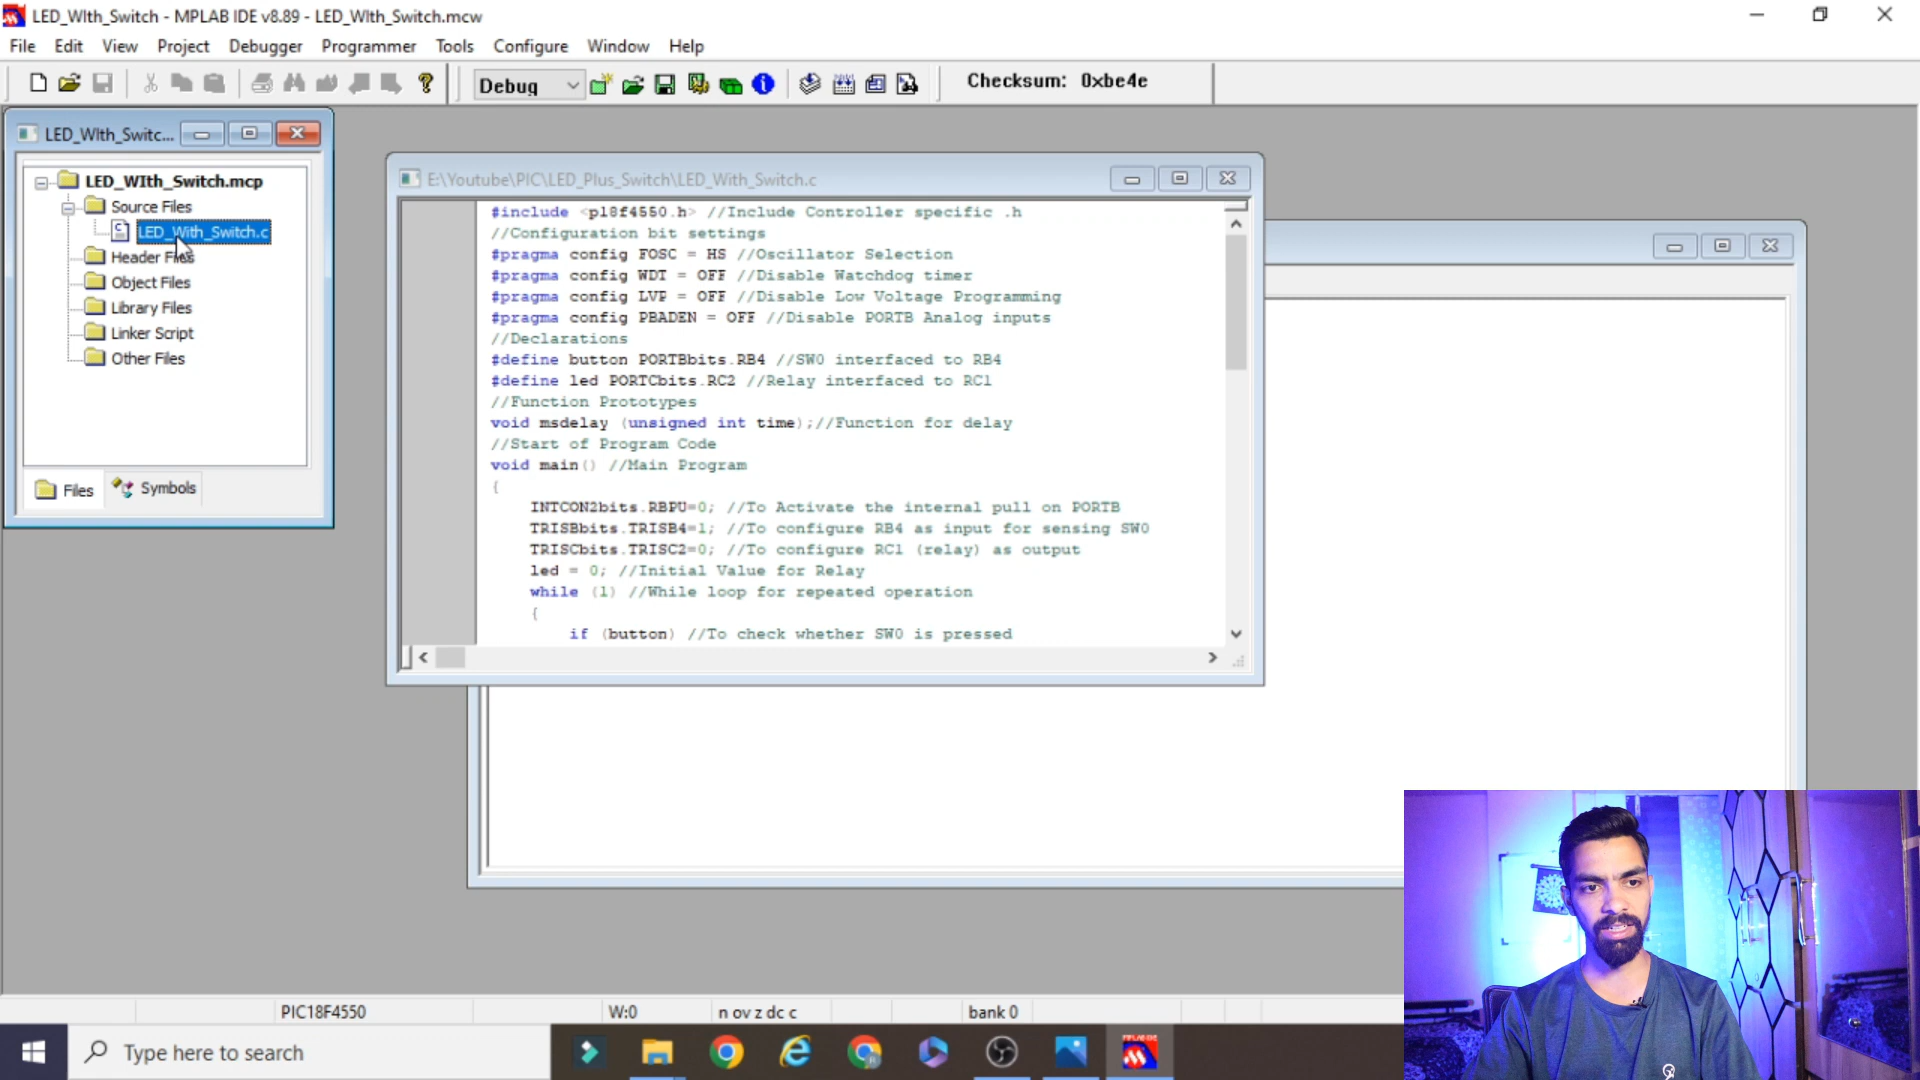 LED_WIth_Switch - MPLAB IDE v8.89 - LED_WIth_Switch.mcw
File Edit View Project Debugger Programmer Tools Configure Window Help
Debug
Checksum: 0xbe4e
LED_WIth_Switc...
LED_WIth_Switch.mcp
Source Files
LED_With_Switch.c
Header Files
Object Files
Library Files
Linker Script
Other Files
Files Symbols
E:\Youtube\PIC\LED_Plus_Switch\LED_With_Switch.c
#include <p18f4550.h> //Include Controller specific .h
//Configuration bit settings
#pragma config FOSC = HS //Oscillator Selection
#pragma config WDT = OFF //Disable Watchdog timer
#pragma config LVP = OFF //Disable Low Voltage Programming
#pragma config PBADEN = OFF //Disable PORTB Analog inputs
//Declarations
#define button PORTBbits.RB4 //SW0 interfaced to RB4
#define led PORTCbits.RC2 //Relay interfaced to RC1
//Function Prototypes
void msdelay (unsigned int time);//Function for delay
//Start of Program Code
void main() //Main Program
{
INTCON2bits.RBPU=0; //To Activate the internal pull on PORTB
TRISBbits.TRISB4=1; //To configure RB4 as input for sensing SW0
TRISCbits.TRISC2=0; //To configure RC1 (relay) as output
led = 0; //Initial Value for Relay
while (1) //While loop for repeated operation
{
if (button) //To check whether SW0 is pressed
PIC18F4550
W:0
n ov z dc c
bank 0
Type here to search